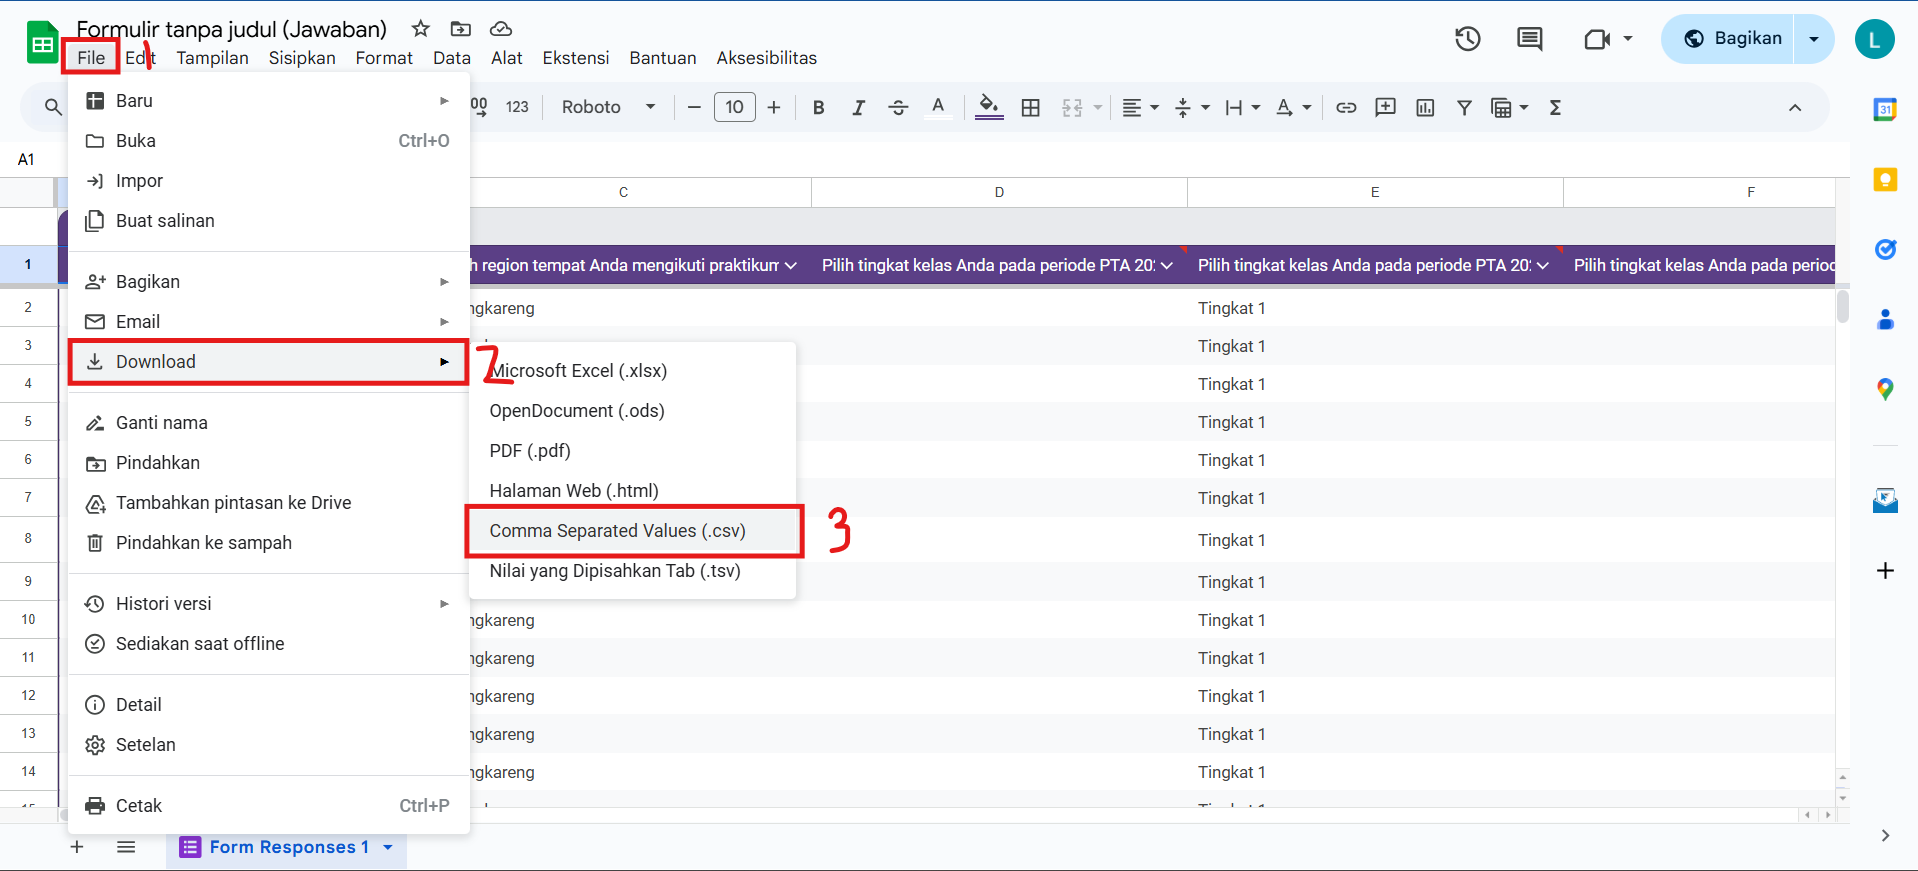 Formulir tanpa judul (Jawaban)
File Edit Tampilan Sisipkan Format Data Alat Ekstensi Bantuan Aksesibilitas
1
Bagikan
L
00 123 Roboto 10 B I S A A Σ
31
A1
C D E F
Baru
Buka Ctrl+O
Impor
Buat salinan
Bagikan
Email
Download
Ganti nama
Pindahkan
Tambahkan pintasan ke Drive
Pindahkan ke sampah
Histori versi
Sediakan saat offline
Detail
Setelan
Cetak Ctrl+P
2
Microsoft Excel (.xlsx)
OpenDocument (.ods)
PDF (.pdf)
Halaman Web (.html)
Comma Separated Values (.csv)
3
Nilai yang Dipisahkan Tab (.tsv)
1 h region tempat Anda mengikuti praktikum Pilih tingkat kelas Anda pada periode PTA 20 Pilih tingkat kelas Anda pada periode PTA 20 Pilih tingkat kelas Anda pada perioc
2 ngkareng Tingkat 1
3 Tingkat 1
4 Tingkat 1
5 Tingkat 1
6 Tingkat 1
7 Tingkat 1
8 Tingkat 1
9 Tingkat 1
10 ngkareng Tingkat 1
11 ngkareng Tingkat 1
12 ngkareng Tingkat 1
13 ngkareng Tingkat 1
14 ngkareng Tingkat 1
Form Responses 1